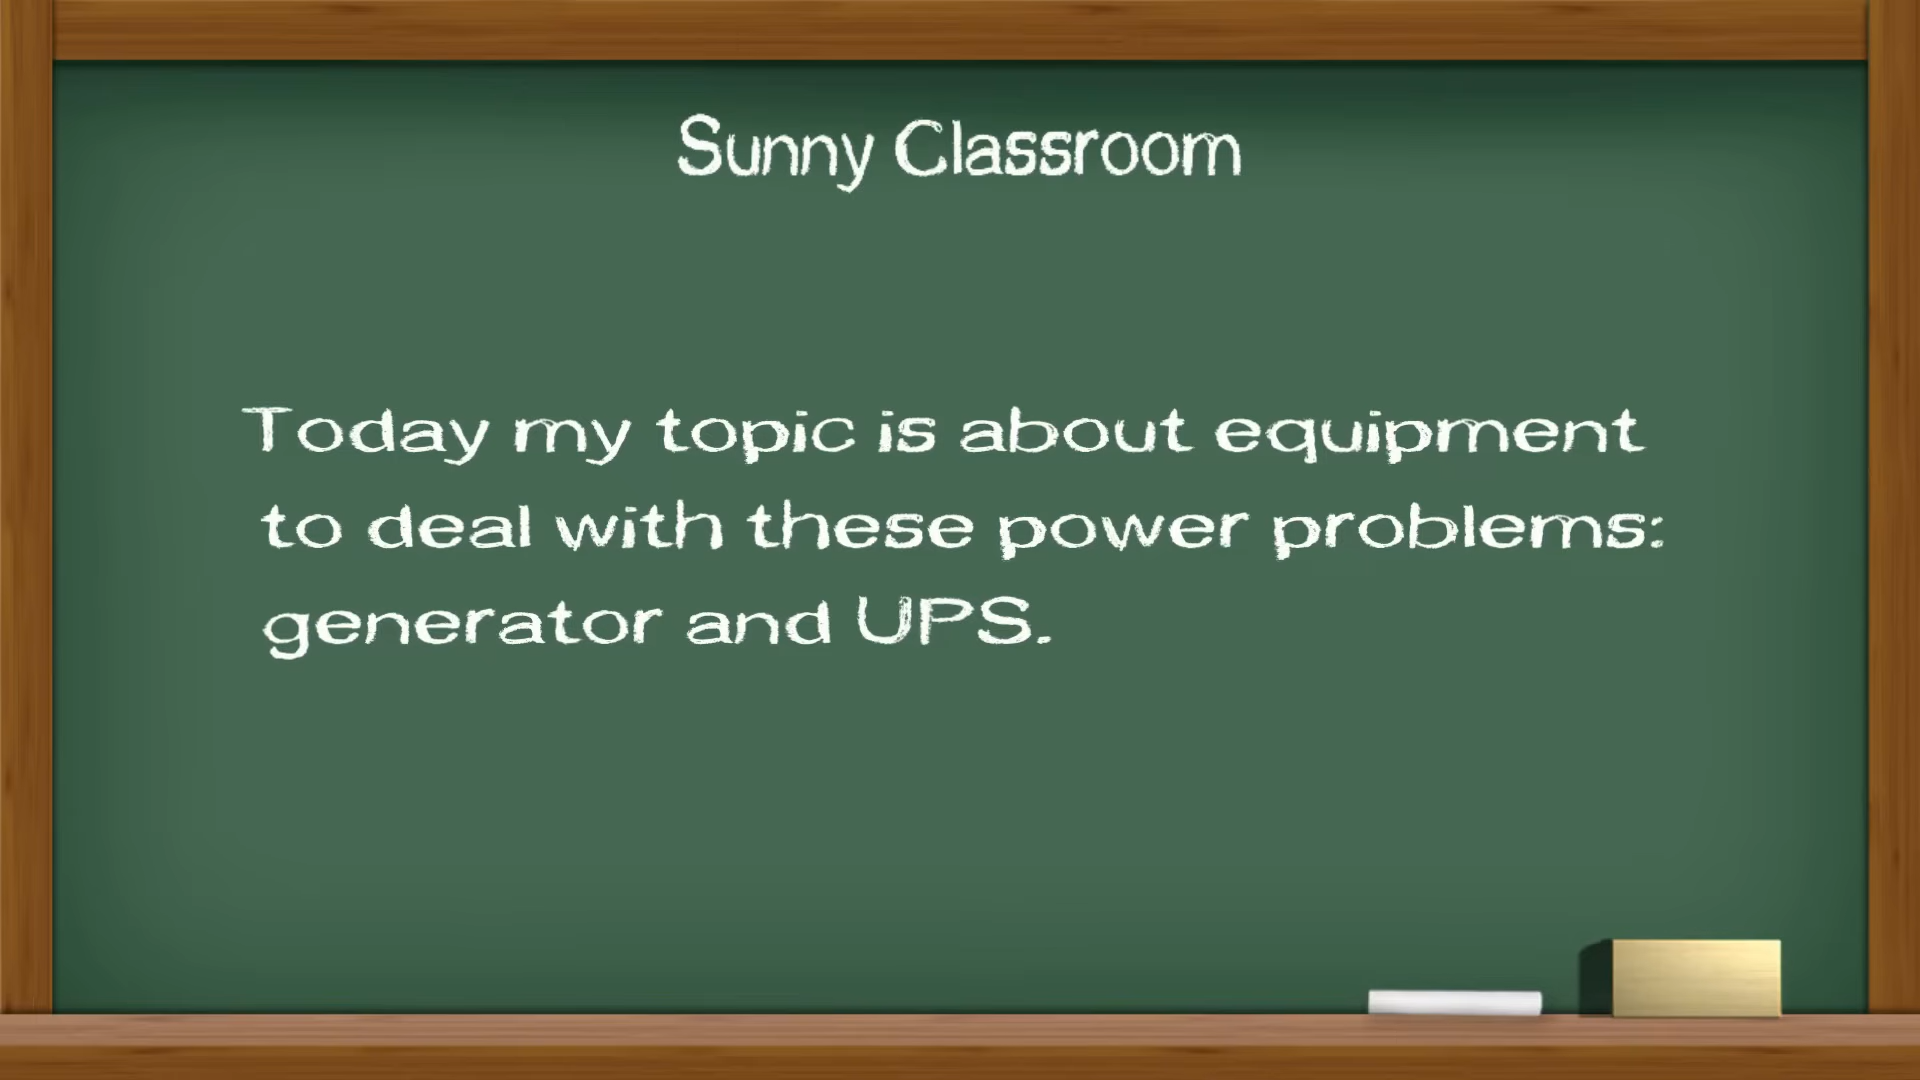 Sunny Classroom
Today my topic is about equipment
to deal with these power problems:
generator and UPS.